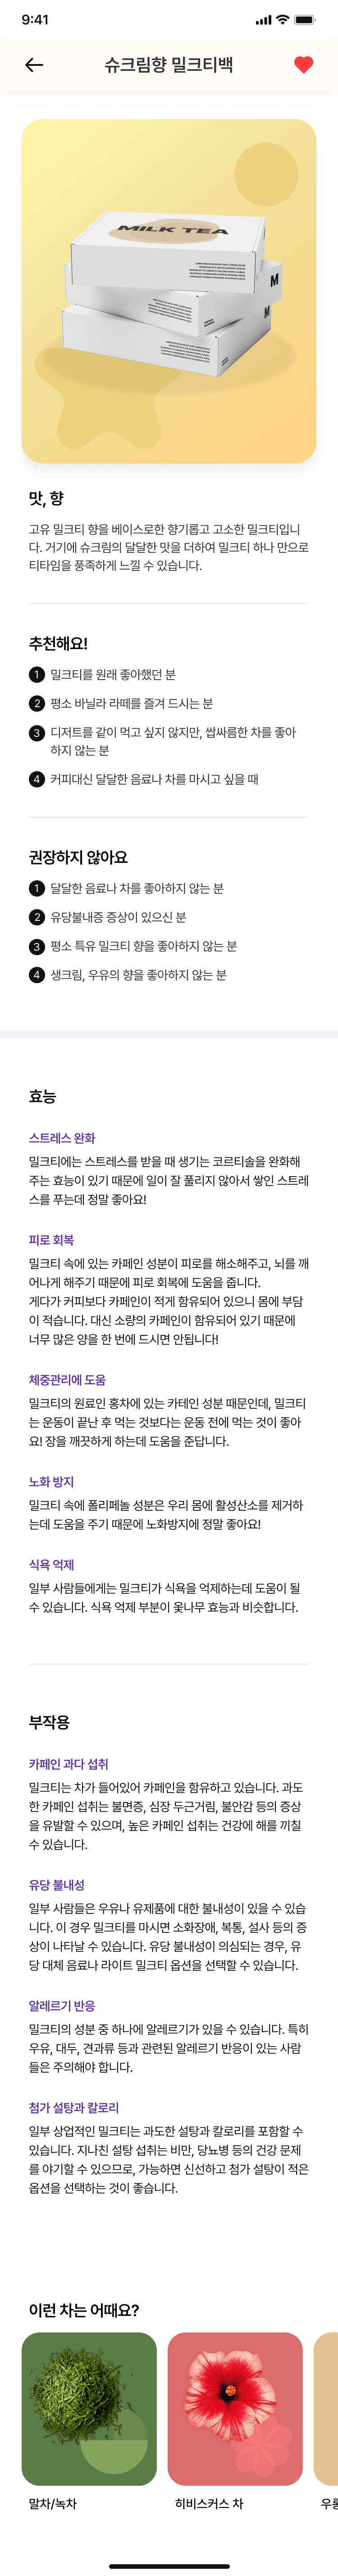 9:41
슈크림향 밀크티백
MILK TEA
M
M
맛, 향
고유 밀크티 향을 베이스로한 향기롭고 고소한 밀크티입니
다. 거기에 슈크림의 달달한 맛을 더하여 밀크티 하나 만으로
티타임을 풍족하게 느낄 수 있습니다.
추천해요!
1 밀크티를 원래 좋아했던 분
2 평소 바닐라 라떼를 즐겨 드시는 분
3 디저트를 같이 먹고 싶지 않지만, 쌉싸름한 차를 좋아
하지 않는 분
4 커피대신 달달한 음료나 차를 마시고 싶을 때
권장하지 않아요
1 달달한 음료나 차를 좋아하지 않는 분
2 유당불내증 증상이 있으신 분
3 평소 특유 밀크티 향을 좋아하지 않는 분
4 생크림, 우유의 향을 좋아하지 않는 분
효능
스트레스 완화
밀크티에는 스트레스를 받을 때 생기는 코르티솔을 완화해
주는 효능이 있기 때문에 일이 잘 풀리지 않아서 쌓인 스트레
스를 푸는데 정말 좋아요!
피로 회복
밀크티 속에 있는 카페인 성분이 피로를 해소해주고, 뇌를 깨
어나게 해주기 때문에 피로 회복에 도움을 줍니다.
게다가 커피보다 카페인이 적게 함유되어 있으니 몸에 부담
이 적습니다. 대신 소량의 카페인이 함유되어 있기 때문에
너무 많은 양을 한 번에 드시면 안됩니다!
체중관리에 도움
밀크티의 원료인 홍차에 있는 카테인 성분 때문인데, 밀크티
는 운동이 끝난 후 먹는 것보다는 운동 전에 먹는 것이 좋아
요! 장을 깨끗하게 하는데 도움을 준답니다.
노화 방지
밀크티 속에 폴리페놀 성분은 우리 몸에 활성산소를 제거하
는데 도움을 주기 때문에 노화방지에 정말 좋아요!
식욕 억제
일부 사람들에게는 밀크티가 식욕을 억제하는데 도움이 될
수 있습니다. 식욕 억제 부분이 옻나무 효능과 비슷합니다.
부작용
카페인 과다 섭취
밀크티는 차가 들어있어 카페인을 함유하고 있습니다. 과도
한 카페인 섭취는 불면증, 심장 두근거림, 불안감 등의 증상
을 유발할 수 있으며, 높은 카페인 섭취는 건강에 해를 끼칠
수 있습니다.
유당 불내성
일부 사람들은 우유나 유제품에 대한 불내성이 있을 수 있습
니다. 이 경우 밀크티를 마시면 소화장애, 복통, 설사 등의 증
상이 나타날 수 있습니다. 유당 불내성이 의심되는 경우, 유
당 대체 음료나 라이트 밀크티 옵션을 선택할 수 있습니다.
알레르기 반응
밀크티의 성분 중 하나에 알레르기가 있을 수 있습니다. 특히
우유, 대두, 견과류 등과 관련된 알레르기 반응이 있는 사람
들은 주의해야 합니다.
첨가 설탕과 칼로리
일부 상업적인 밀크티는 과도한 설탕과 칼로리를 포함할 수
있습니다. 지나친 설탕 섭취는 비만, 당뇨병 등의 건강 문제
를 야기할 수 있으므로, 가능하면 신선하고 첨가 설탕이 적은
옵션을 선택하는 것이 좋습니다.
이런 차는 어때요?
말차/녹차
히비스커스 차